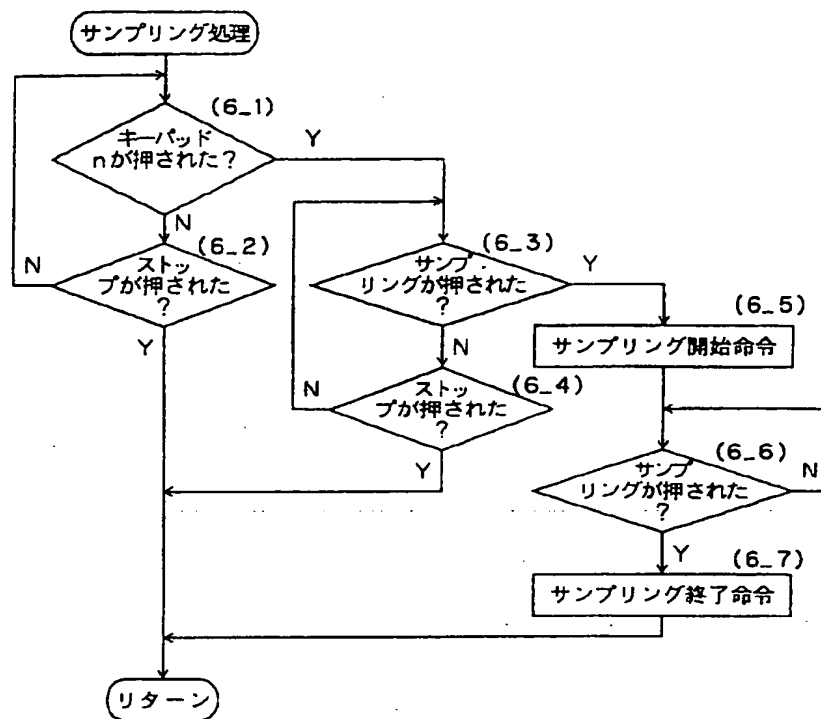 サンプリング処理
(6_1)
キーパッド
nが押された?
Y
N
(6_2)
ストッ
プが押された
?
N
Y
(6_3)
サンプ
リングが押された
?
Y
N
(6_4)
ストッ
プが押された
?
N
Y
(6_5)
サンプリング開始命令
(6_6)
サンプ
リングが押された
?
N
Y
(6_7)
サンプリング終了命令
リターン